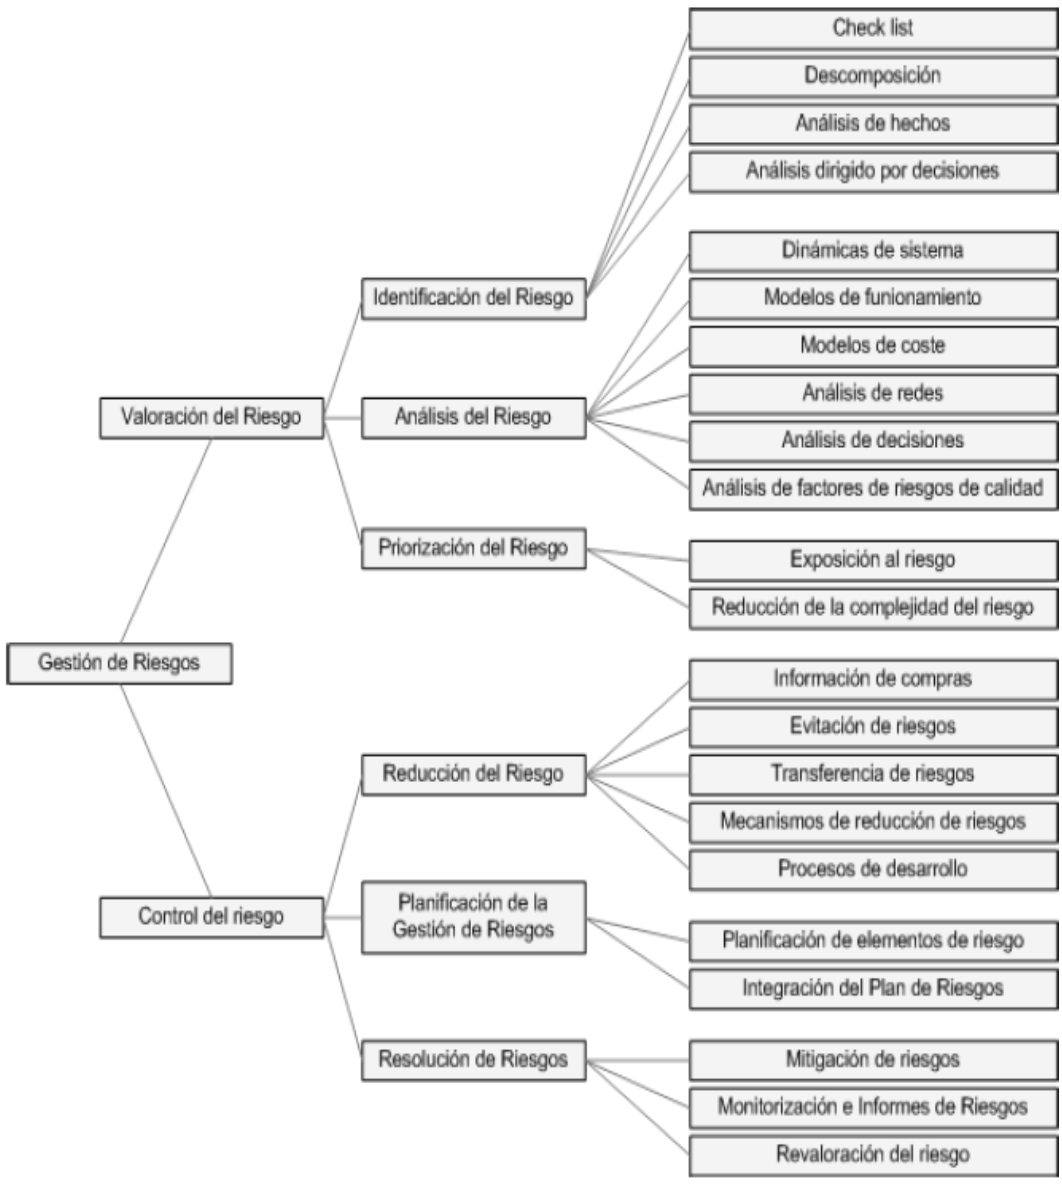 Check list
Descomposición
Análisis de hechos
Análisis dirigido por decisiones
Dinámicas de sistema
Identificación del Riesgo
Modelos de funionamiento
Modelos de coste
Análisis de redes
Valoración del Riesgo
Análisis del Riesgo
Análisis de decisiones
Análisis de factores de riesgos de calidad
Priorización del Riesgo
Exposición al riesgo
Reducción de la complejidad del riesgo
Gestión de Riesgos
Información de compras
Evitación de riesgos
Reducción del Riesgo
Transferencia de riesgos
Mecanismos de reducción de riesgos
Procesos de desarrollo
Control del riesgo
Planificación de la
Gestión de Riesgos
Planificación de elementos de riesgo
Integración del Plan de Riesgos
Resolución de Riesgos
Mitigación de riesgos
Monitorización e Informes de Riesgos
Revaloración del riesgo